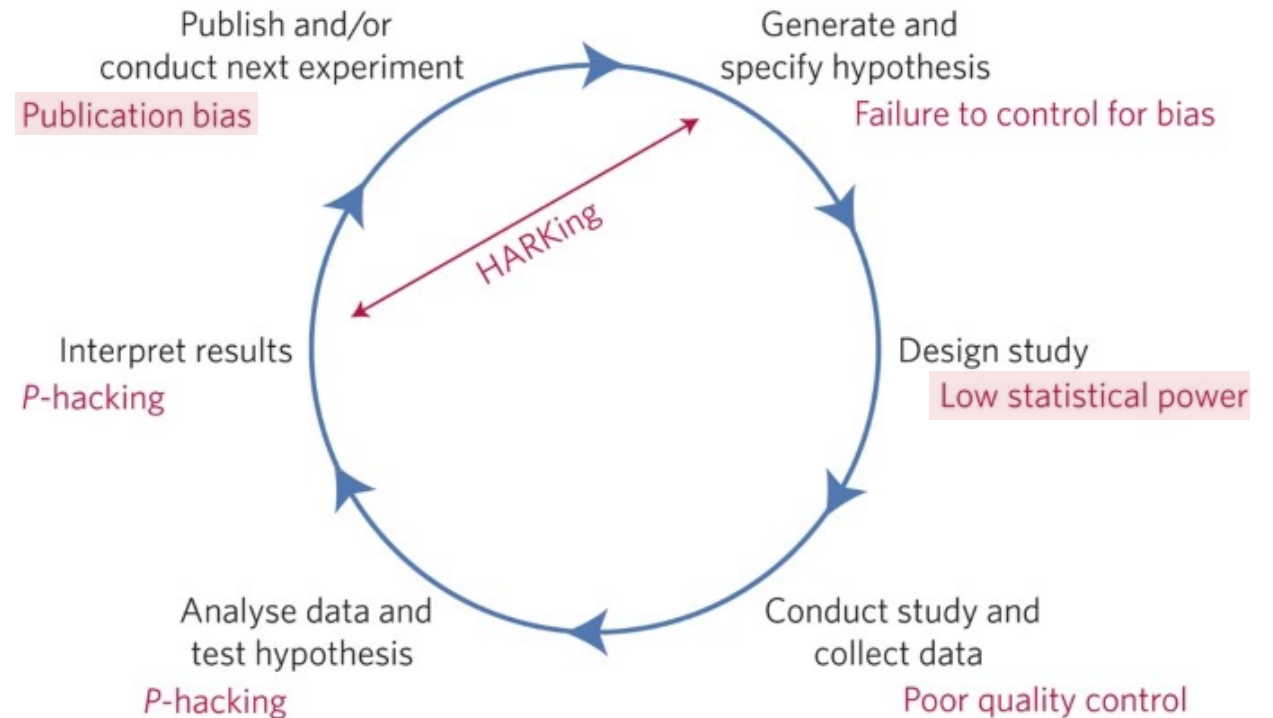 Publish and/or
conduct next experiment
Publication bias
Generate and
specify hypothesis
Failure to control for bias
HARKing
Interpret results
P-hacking
Design study
Low statistical power
Analyse data and
test hypothesis
P-hacking
Conduct study and
collect data
Poor quality control